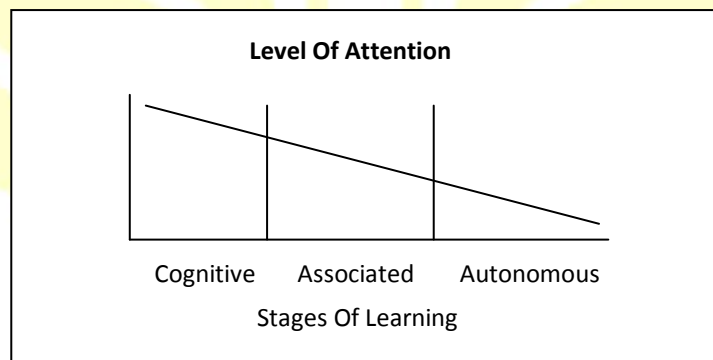 Level Of Attention
Cognitive Associated Autonomous
Stages Of Learning